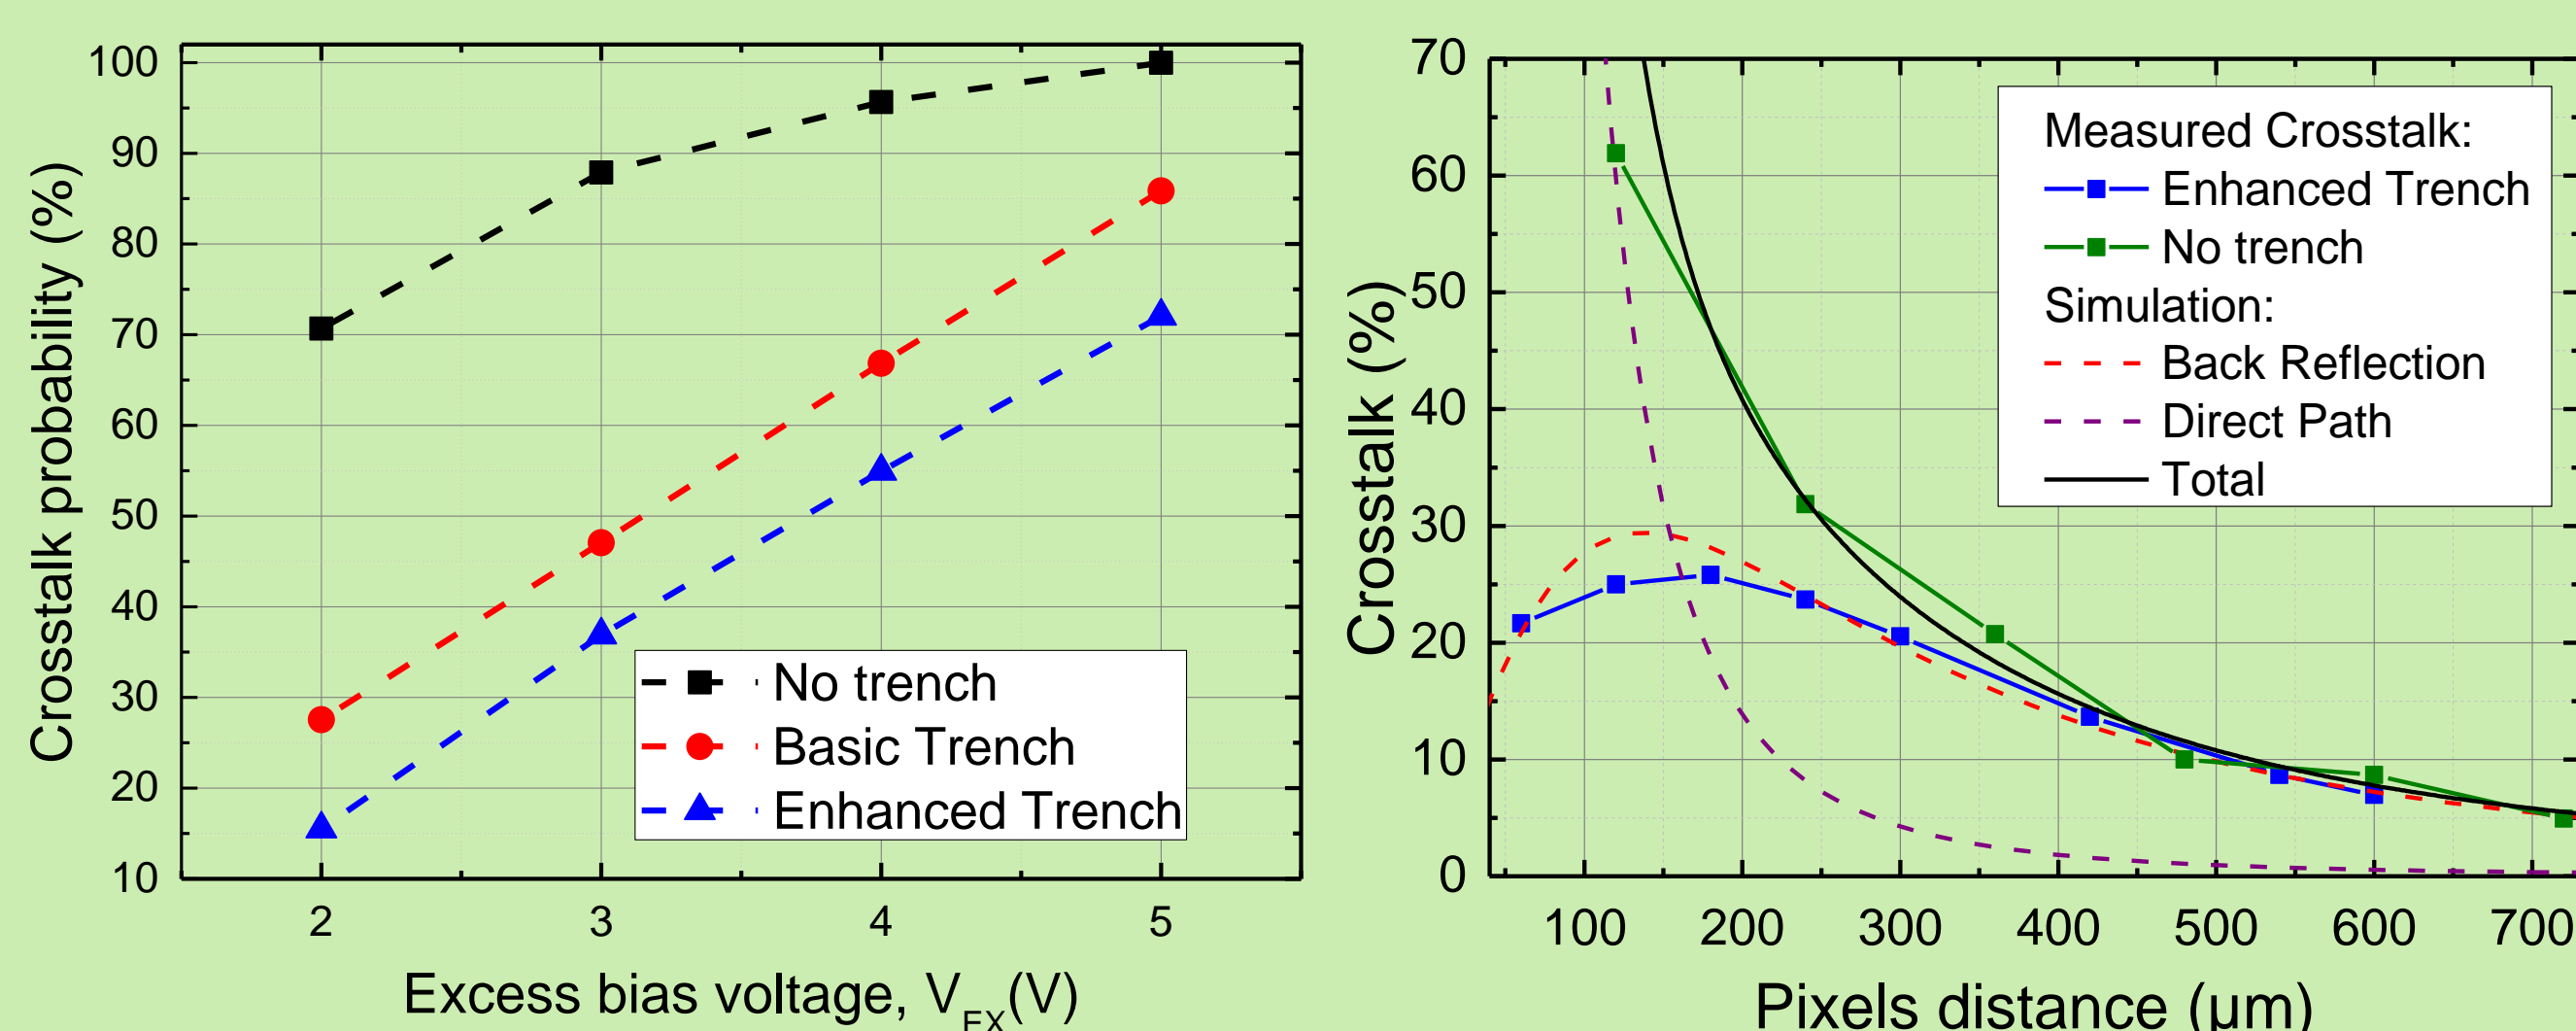 Crosstalk probability (%)
100
90
80
70
60
50
40
30
20
10
No trench
Basic Trench
Enhanced Trench
2 3 4 5
Excess bias voltage, V_EX(V)
Crosstalk (%)
70
60
50
40
30
20
10
0
Measured Crosstalk:
Enhanced Trench
No trench
Simulation:
Back Reflection
Direct Path
Total
100 200 300 400 500 600 700
Pixels distance (μm)